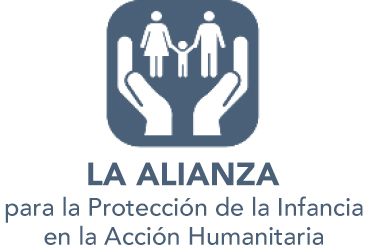 LA ALIANZA
para la Protección de la Infancia
en la Acción Humanitaria